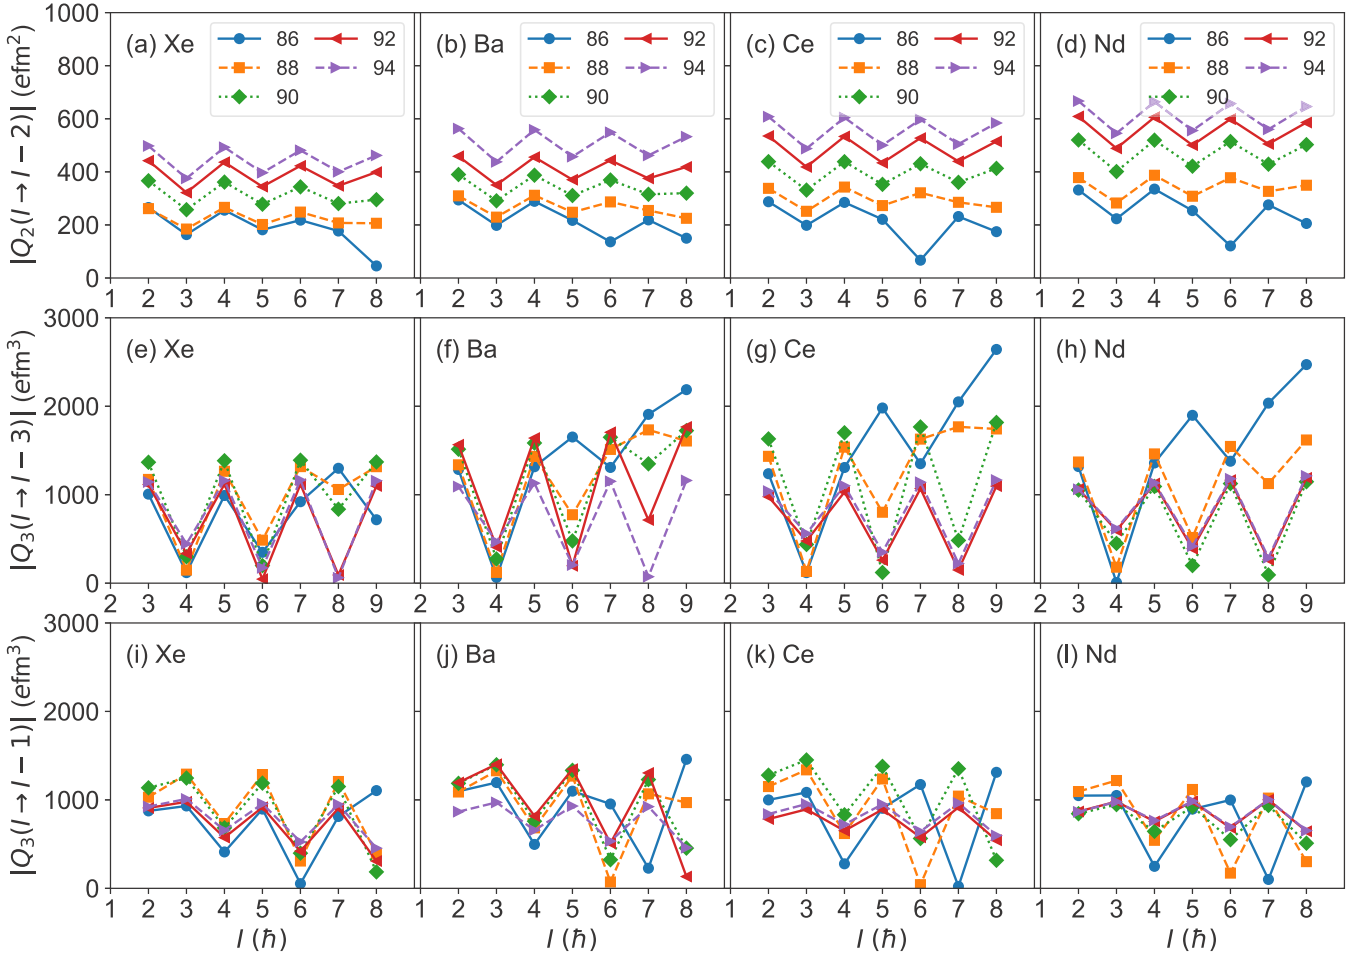 |Q₂(I → I − 2)| (efm²)
1000
800
600
400
200
0
(a) Xe
86
88
90
92
94
(b) Ba
86
88
90
92
94
(c) Ce
86
88
90
92
94
(d) Nd
86
88
90
92
94
1 2 3 4 5 6 7 8
1 2 3 4 5 6 7 8
1 2 3 4 5 6 7 8
1 2 3 4 5 6 7 8
|Q₃(I → I − 3)| (efm³)
3000
2000
1000
0
(e) Xe
(f) Ba
(g) Ce
(h) Nd
2 3 4 5 6 7 8 9
2 3 4 5 6 7 8 9
2 3 4 5 6 7 8 9
2 3 4 5 6 7 8 9
|Q₃(I → I − 1)| (efm³)
3000
2000
1000
0
(i) Xe
(j) Ba
(k) Ce
(l) Nd
1 2 3 4 5 6 7 8
1 2 3 4 5 6 7 8
1 2 3 4 5 6 7 8
1 2 3 4 5 6 7 8
I (ħ)
I (ħ)
I (ħ)
I (ħ)